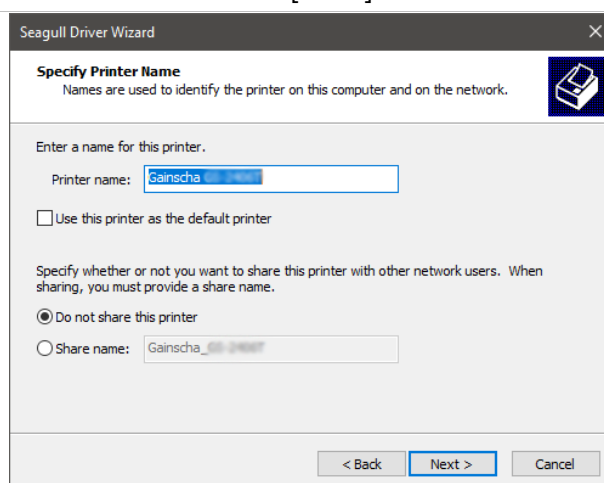 Seagull Driver Wizard
Specify Printer Name
Names are used to identify the printer on this computer and on the network.
Enter a name for this printer.
Printer name: Gainscha
Use this printer as the default printer
Specify whether or not you want to share this printer with other network users. When
sharing, you must provide a share name.
Do not share this printer
Share name: Gainscha_
< Back Next > Cancel